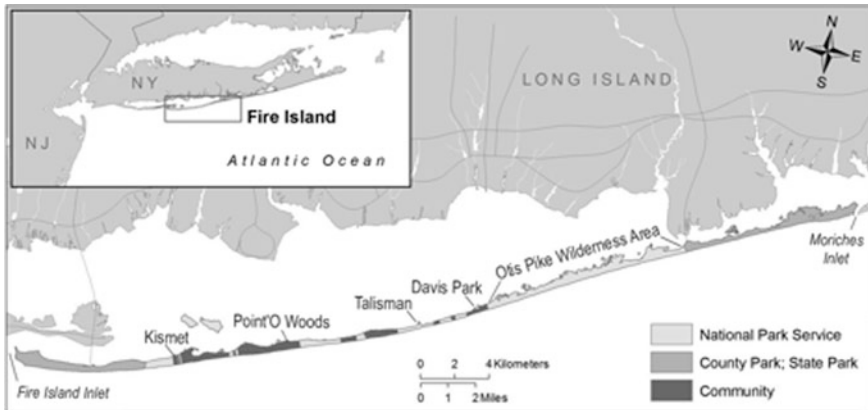 N
W
E
S
NY
LONG ISLAND
NJ
Fire Island
Atlantic Ocean
Otis Pike Wilderness Area
Moriches
Inlet
Davis Park
Talisman
Point'O Woods
Kismet
Fire Island Inlet
0 2 4 Kilometers
0 1 2 Miles
National Park Service
County Park; State Park
Community